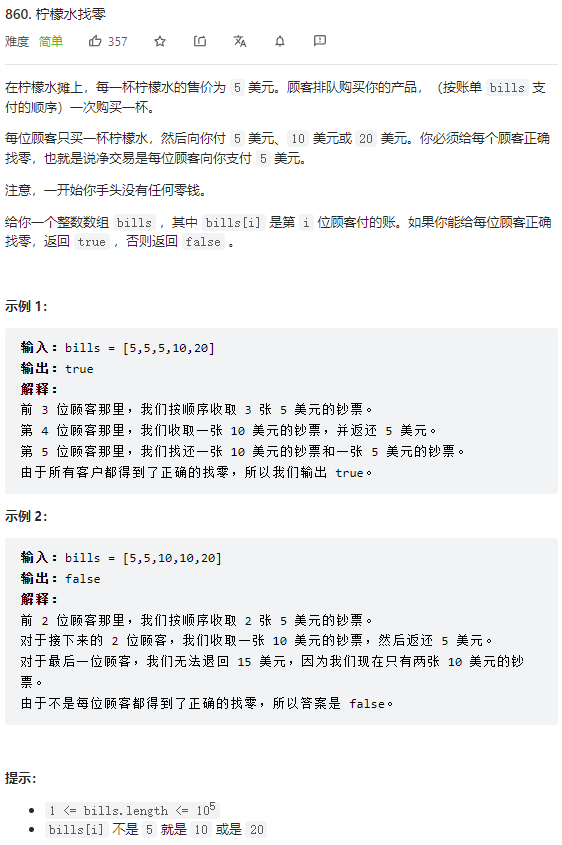 860. 柠檬水找零
难度 简单 357
在柠檬水摊上，每一杯柠檬水的售价为 5 美元。顾客排队购买你的产品，（按账单 bills 支
付的顺序）一次购买一杯。
每位顾客只买一杯柠檬水，然后向你付 5 美元、10 美元或 20 美元。你必须给每个顾客正确
找零，也就是说净交易是每位顾客向你支付 5 美元。
注意，一开始你手头没有任何零钱。
给你一个整数数组 bills ，其中 bills[i] 是第 i 位顾客付的账。如果你能给每位顾客正确
找零，返回 true ，否则返回 false 。
示例 1：
输入：bills = [5,5,5,10,20]
输出：true
解释：
前 3 位顾客那里，我们按顺序收取 3 张 5 美元的钞票。
第 4 位顾客那里，我们收取一张 10 美元的钞票，并返还 5 美元。
第 5 位顾客那里，我们找还一张 10 美元的钞票和一张 5 美元的钞票。
由于所有客户都得到了正确的找零，所以我们输出 true。
示例 2：
输入：bills = [5,5,10,10,20]
输出：false
解释：
前 2 位顾客那里，我们按顺序收取 2 张 5 美元的钞票。
对于接下来的 2 位顾客，我们收取一张 10 美元的钞票，然后返还 5 美元。
对于最后一位顾客，我们无法退回 15 美元，因为我们现在只有两张 10 美元的钞
票。
由于不是每位顾客都得到了正确的找零，所以答案是 false。
提示：
• 1 <= bills.length <= 10⁵
• bills[i] 不是 5 就是 10 或是 20